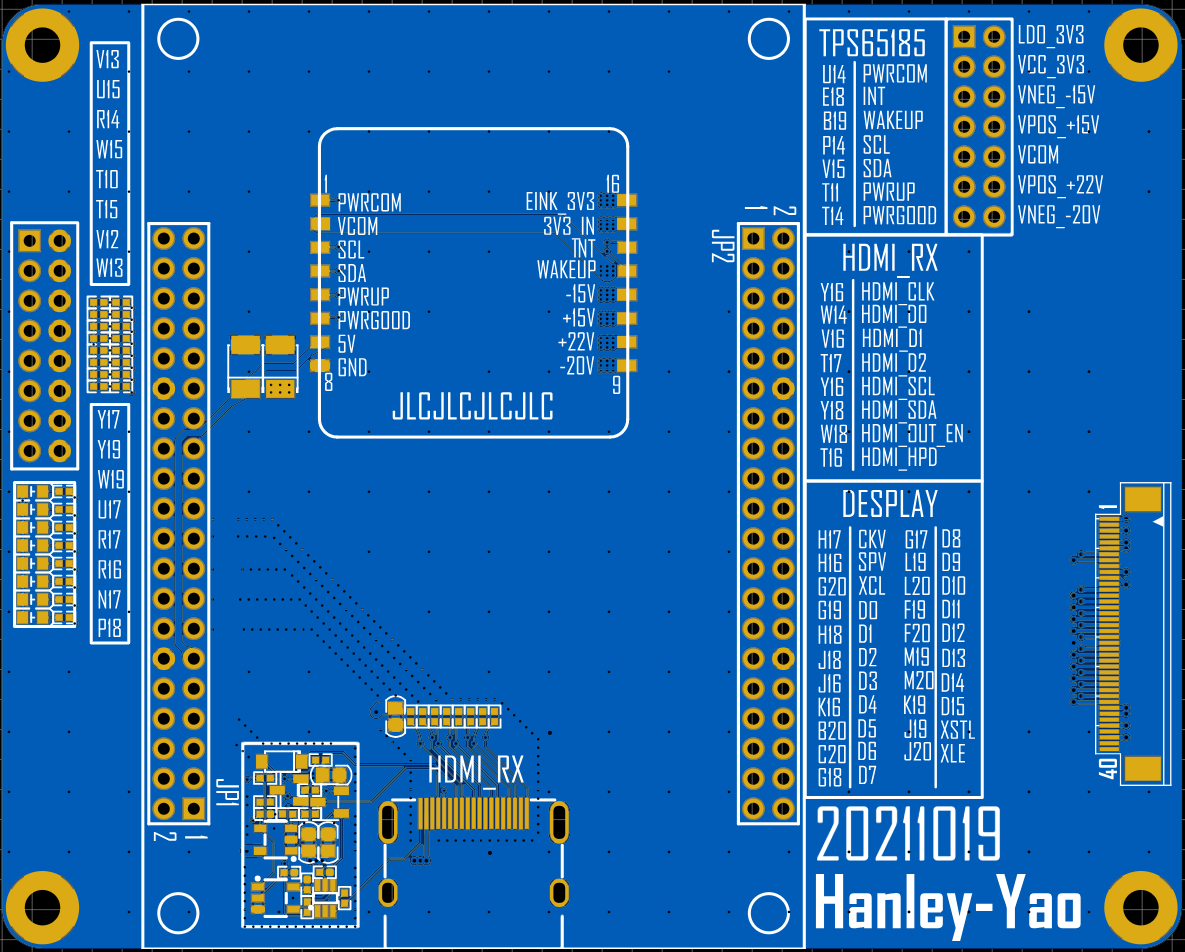 V13
U15
R14
W15
T10
T15
V12
W13
Y17
Y19
W19
U17
R17
R16
N17
P18
1
PWRCOM
VCOM
SCL
SDA
PWRUP
PWRGOOD
5V
GND
8
16
EINK_3V3
3V3_IN
TNT
WAKEUP
-15V
+15V
+22V
-20V
9
JLCJLCJLCJLC
HDMI_RX
JP1
2 1
1 2
JP2
TPS65185
U14 PWRCOM
E18 INT
B19 WAKEUP
P14 SCL
V15 SDA
T11 PWRUP
T14 PWRGOOD
LDO_3V3
VCC_3V3
VNEG_-15V
VPOS_+15V
VCOM
VPOS_+22V
VNEG_-20V
HDMI_RX
Y16 HDMI_CLK
W14 HDMI_D0
V16 HDMI_D1
T17 HDMI_D2
Y16 HDMI_SCL
Y18 HDMI_SDA
W18 HDMI_OUT_EN
T16 HDMI_HPD
DESPLAY
H17 CKV G17 D8
H16 SPV L19 D9
G20 XCL L20 D10
G19 D0 F19 D11
H18 D1 F20 D12
J18 D2 M19 D13
J16 D3 M20 D14
K16 D4 K19 D15
B20 D5 J19 XSTL
C20 D6 J20 XLE
G18 D7
1
40
20211019
Hanley-Yao